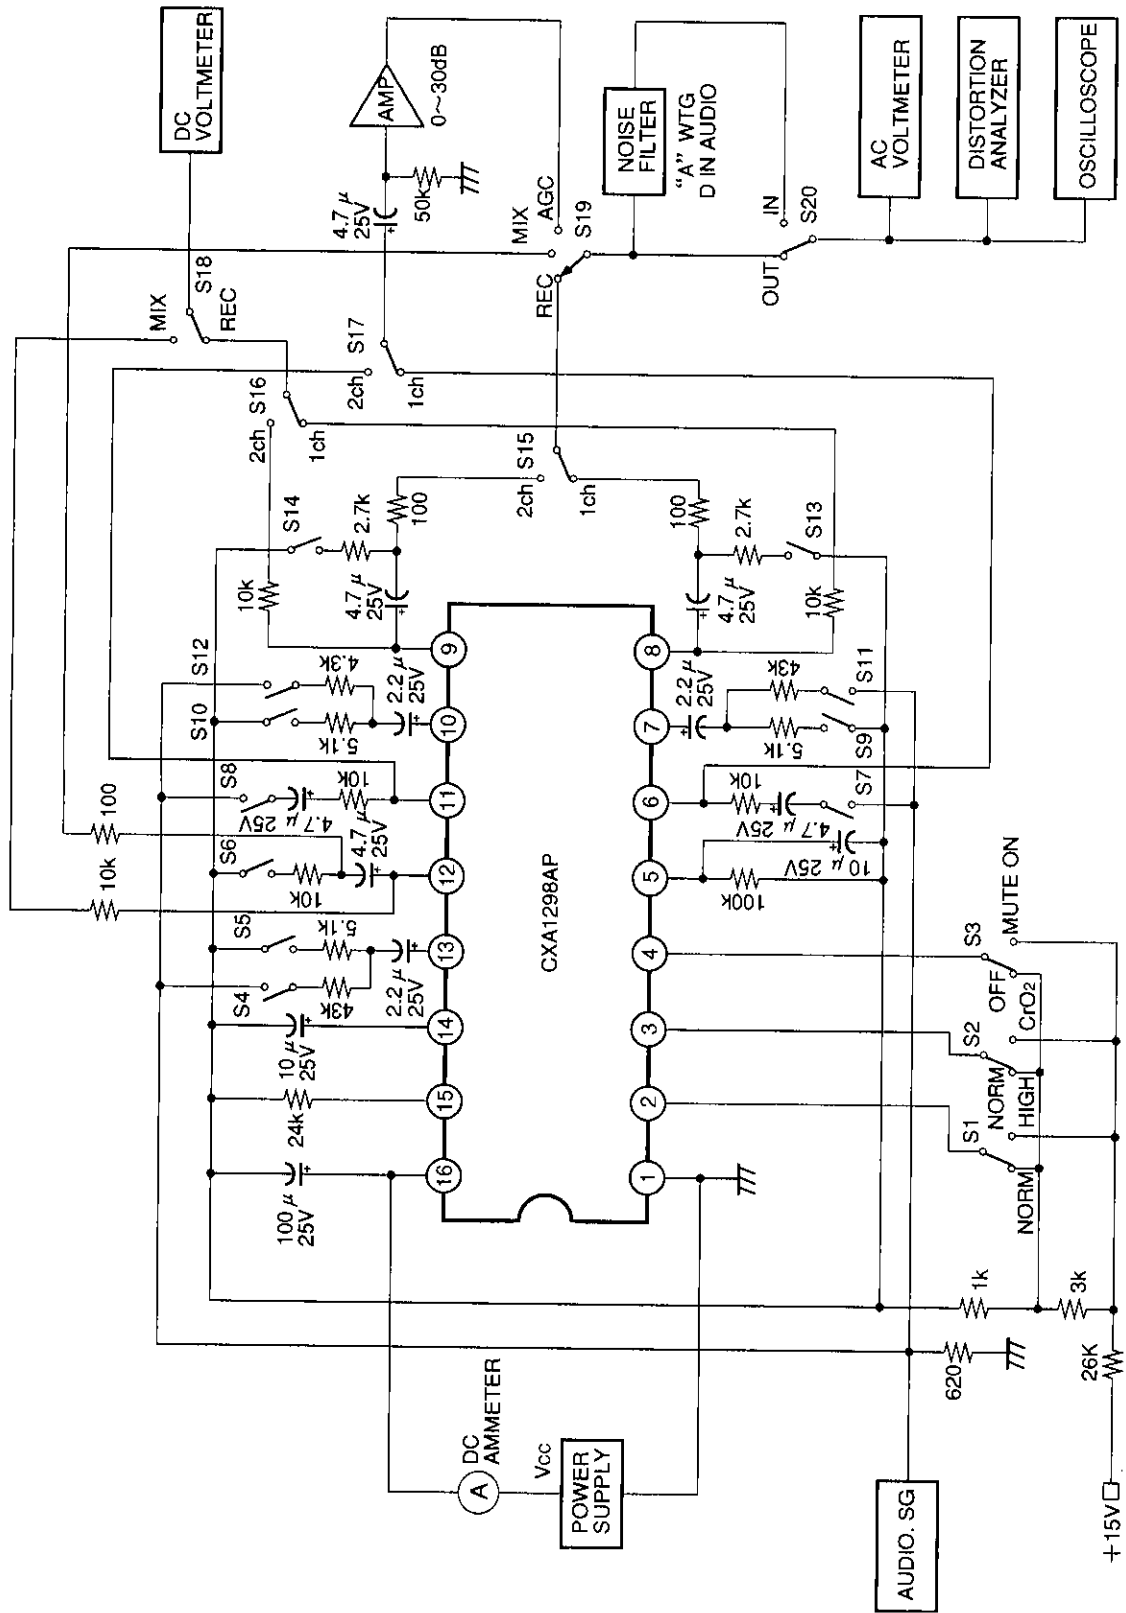 DC
VOLTMETER
AMP
0~30dB
50k
4.7μ
25V
MIX
S18
REC
MIX
AGC
REC
S19
NOISE
FILTER
"A" WTG
D IN AUDIO
IN
OUT
S20
AC
VOLTMETER
DISTORTION
ANALYZER
OSCILLOSCOPE
2ch
S16
1ch
2ch
S17
1ch
2ch
S15
1ch
S14
2.7k
100
10k
4.7μ
25V
100
2.7k
S13
4.7μ
25V
10k
S12
4.3k
S10
5.1k
2.2μ
25V
S8
4.7μ 25V
10k
100
10k
S6
10k
4.7μ
25V
S5
5.1k
S4
43k
2.2μ
25V
10μ
25V
24k
100μ
25V
16
15
14
13
12
11
10
9
CXA1298AP
1
2
3
4
5
6
7
8
2.2μ
25V
43k
S11
5.1k
S9
10k
4.7μ 25V
S7
100k
10μ 25V
S3
MUTE ON
OFF
S2
CrO2
NORM
S1
HIGH
NORM
1k
3k
26K
620
DC
AMMETER
A
Vcc
POWER
SUPPLY
AUDIO. SG
+15V